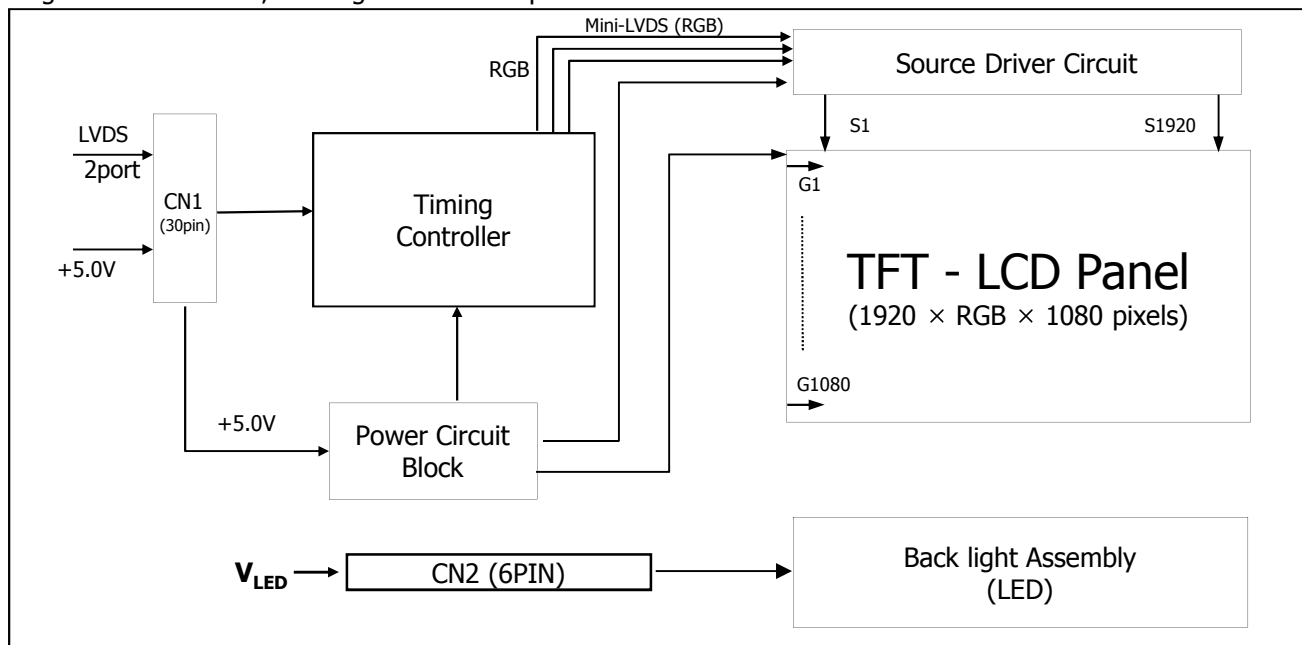 Mini-LVDS (RGB)
RGB
Source Driver Circuit
S1
S1920
LVDS
2port
CN1
(30pin)
+5.0V
Timing
Controller
G1
TFT - LCD Panel
(1920 × RGB × 1080 pixels)
G1080
+5.0V
Power Circuit
Block
V_LED
CN2 (6PIN)
Back light Assembly
(LED)